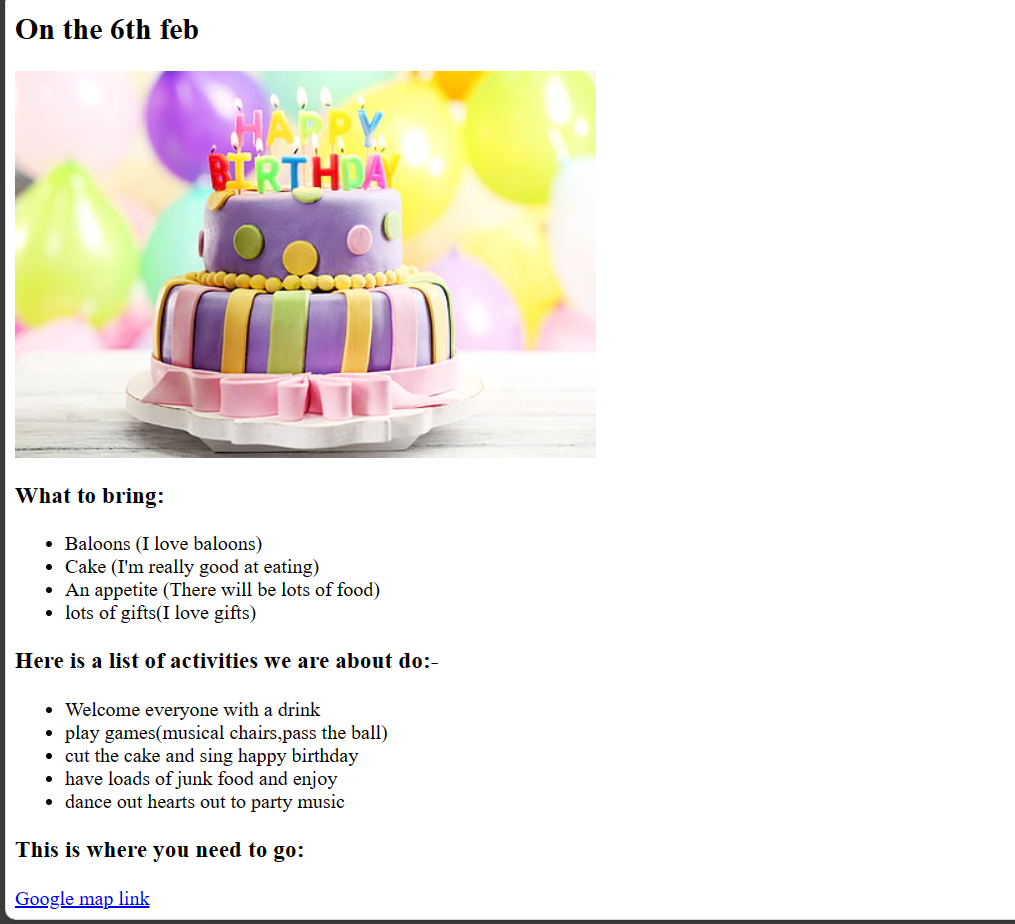 On the 6th feb
HAPPY
BIRTHDAY
What to bring:
Baloons (I love baloons)
Cake (I'm really good at eating)
An appetite (There will be lots of food)
lots of gifts(I love gifts)
Here is a list of activities we are about do:-
Welcome everyone with a drink
play games(musical chairs,pass the ball)
cut the cake and sing happy birthday
have loads of junk food and enjoy
dance out hearts out to party music
This is where you need to go:
Google map link